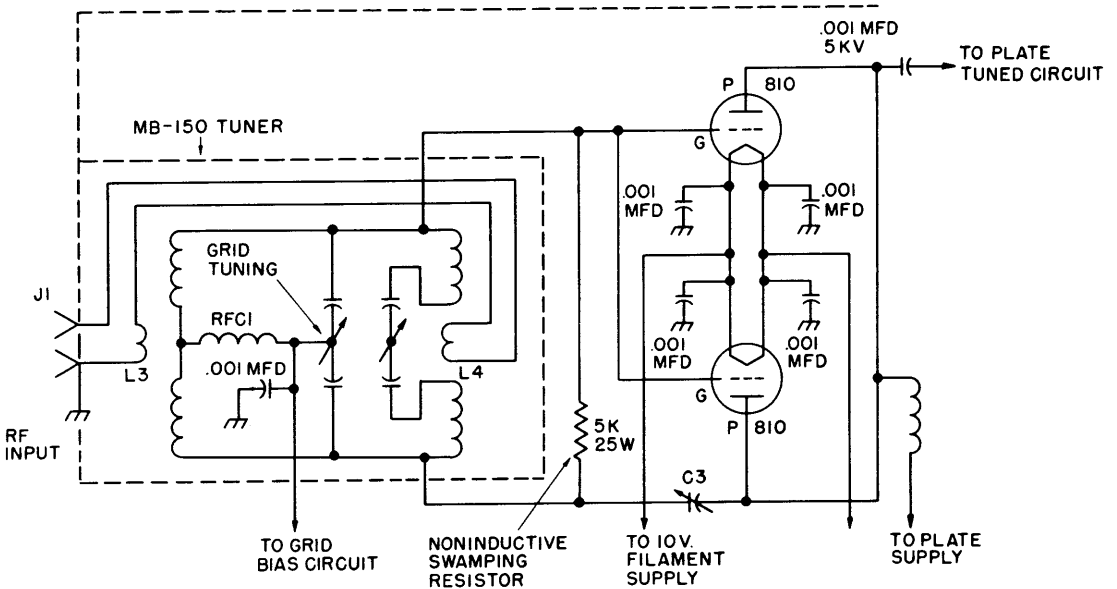 .001 MFD
5KV
TO PLATE
TUNED CIRCUIT
P
810
MB-150 TUNER
G
.001
MFD
.001
MFD
GRID
TUNING
J1
RFC1
.001 MFD
L3
L4
.001
MFD
.001
MFD
G
P
810
5K
25W
RF
INPUT
C3
TO GRID
BIAS CIRCUIT
NONINDUCTIVE
SWAMPING
RESISTOR
TO 10V.
FILAMENT
SUPPLY
TO PLATE
SUPPLY